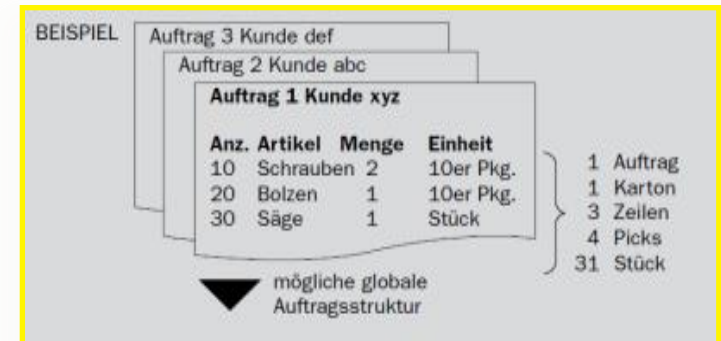 BEISPIEL
Auftrag 3 Kunde def
Auftrag 2 Kunde abc
Auftrag 1 Kunde xyz
Anz. Artikel Menge Einheit
10 Schrauben 2 10er Pkg.
20 Bolzen 1 10er Pkg.
30 Säge 1 Stück
1 Auftrag
1 Karton
3 Zeilen
4 Picks
31 Stück
mögliche globale
Auftragsstruktur